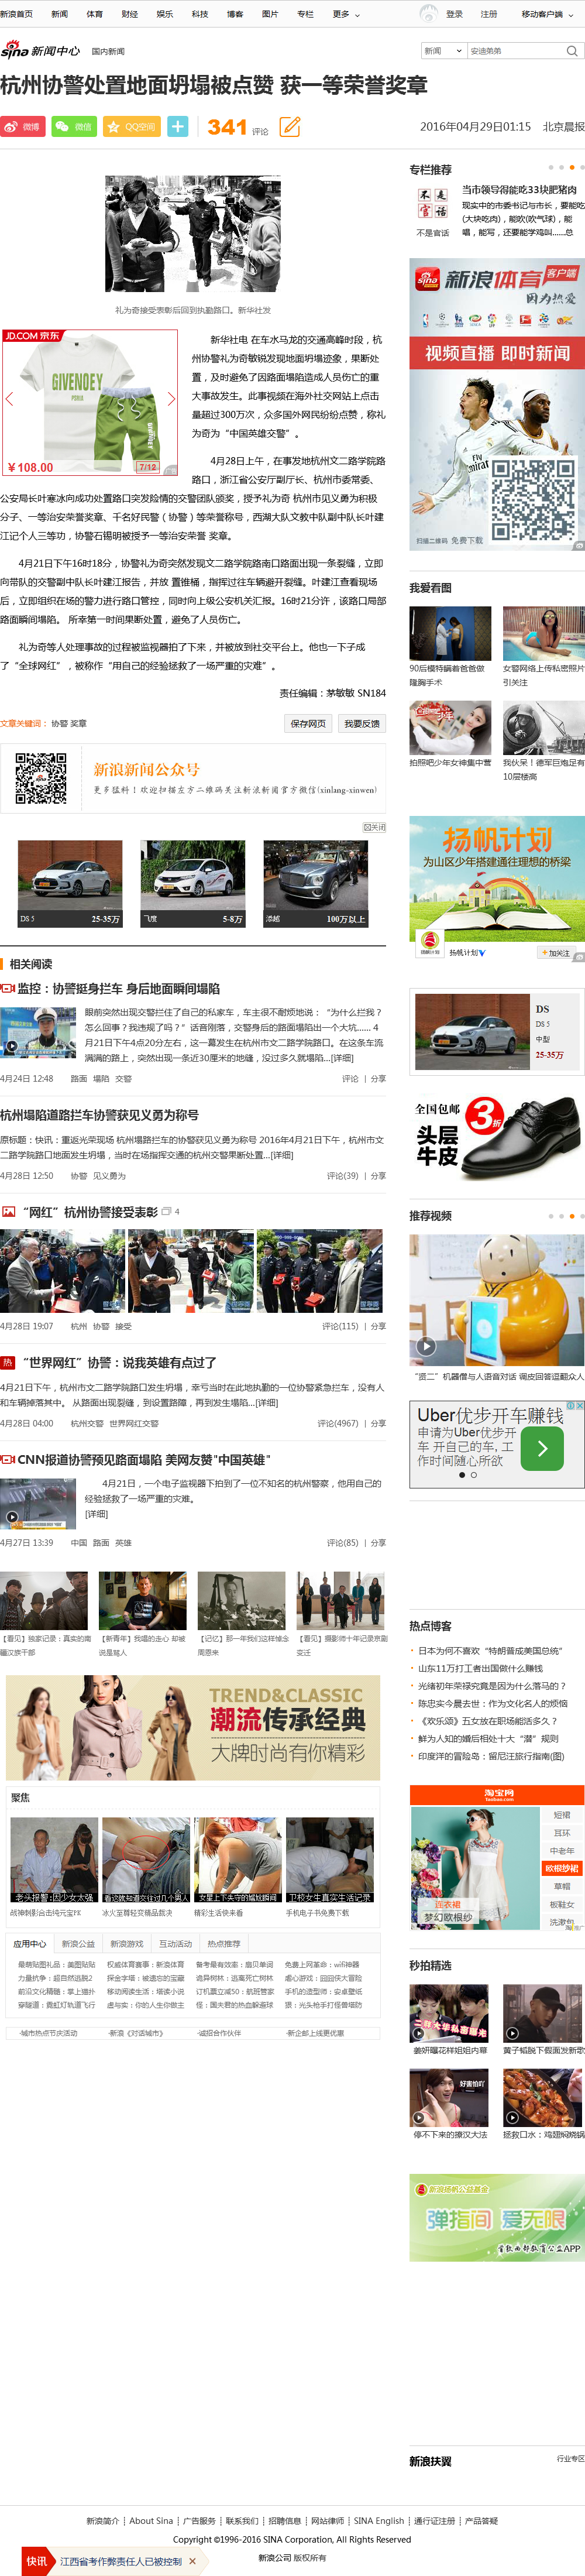 新浪首页 新闻 体育 财经 娱乐 科技 博客 图片 专栏 更多 登录 注册 移动客户端
sina 新闻中心 国内新闻 新闻 安迪弟弟
杭州协警处置地面坍塌被点赞 获一等荣誉奖章
微博 微信 QQ空间 341 评论 2016年04月29日01:15 北京晨报
礼为奇接受表彰后回到执勤路口。新华社发
JD.COM 京东
GIVENOEY
¥108.00
7/12
新华社电 在车水马龙的交通高峰时段，杭
州协警礼为奇敏锐发现地面坍塌迹象，果断处
置，及时避免了因路面塌陷造成人员伤亡的重
大事故发生。此事视频在海外社交网站上点击
量超过300万次，众多国外网民纷纷点赞，称礼
为奇为“中国英雄交警”。
4月28日上午，在事发地杭州文二路学院路
路口，浙江省公安厅副厅长、杭州市委常委、
公安局长叶寒冰向成功处置路口突发险情的交警团队颁奖，授予礼为奇 杭州市见义勇为积极
分子、一等治安荣誉奖章、千名好民警（协警）等荣誉称号，西湖大队文教中队副中队长叶建
江记个人三等功，协警石锡明被授予一等治安荣誉 奖章。
4月21日下午16时18分，协警礼为奇突然发现文二路学院路南口路面出现一条裂缝，立即
向带队的交警副中队长叶建江报告，并放 置锥桶，指挥过往车辆避开裂缝。叶建江查看现场
后，立即组织在场的警力进行路口管控，同时向上级公安机关汇报。16时21分许，该路口局部
路面瞬间塌陷。 所幸第一时间果断处置，避免了人员伤亡。
礼为奇等人处理事故的过程被监视器拍了下来，并被放到社交平台上。他也一下子成
了“全球网红”，被称作“用自己的经验拯救了一场严重的灾难”。
责任编辑：茅敏敏 SN184
文章关键词： 协警 奖章 保存网页 我要反馈
新浪新闻公众号
更多猛料！欢迎扫描左方二维码关注新浪新闻官方微信(xinlang-xinwen)
关闭
DS 5 25-35万
飞度 5-8万
添越 100万以上
相关阅读
监控：协警挺身拦车 身后地面瞬间塌陷
眼前突然出现交警拦住了自己的私家车，车主很不耐烦地说：“为什么拦我？
怎么回事？我违规了吗？”话音刚落，交警身后的路面塌陷出一个大坑...... 4
月21日下午4点20分左右，这一幕发生在杭州市文二路学院路口。在这条车流
满满的路上，突然出现一条近30厘米的地缝，没过多久就塌陷...[详细]
4月24日 12:48 路面 塌陷 交警 评论 | 分享
杭州塌陷道路拦车协警获见义勇为称号
原标题：快讯：重返光荣现场 杭州塌路拦车的协警获见义勇为称号 2016年4月21日下午，杭州市文
二路学院路口地面发生坍塌，当时在场指挥交通的杭州交警果断处置...[详细]
4月28日 12:50 协警 见义勇为 评论(39) | 分享
“网红”杭州协警接受表彰 4
4月28日 19:07 杭州 协警 接受 评论(115) | 分享
热 “世界网红”协警：说我英雄有点过了
4月21日下午，杭州市文二路学院路口发生坍塌，幸亏当时在此地执勤的一位协警紧急拦车，没有人
和车辆掉落其中。 从路面出现裂缝，到设置路障，再到发生塌陷...[详细]
4月28日 04:00 杭州交警 世界网红交警 评论(4967) | 分享
CNN报道协警预见路面塌陷 美网友赞"中国英雄"
4月21日，一个电子监视器下拍到了一位不知名的杭州警察，他用自己的
经验拯救了一场严重的灾难。
[详细]
4月27日 13:39 中国 路面 英雄 评论(85) | 分享
【看见】独家记录：真实的南
疆汉族干部
【新青年】我唱的走心 却被
说是骂人
【记忆】那一年我们这样悼念
周恩来
【看见】摄影师十年记录京剧
变迁
TREND&CLASSIC
潮流传承经典
大牌时尚有你精彩
聚焦
老头报警:因少女太强
看这就知道交往过几个男人
女星上下失守的尴尬瞬间
卫校女生真实生活记录
战神刺影合击纯元宝PK 冰火至尊轻变精品裁决 精彩生活快来看 手机电子书免费下载
应用中心 新浪公益 新浪游戏 互动活动 热点推荐
·城市热点节庆活动 ·新浪《对话城市》 ·诚招合作伙伴 ·新企邮上线更优惠
专栏推荐
不是官话
不是官话
当市领导得能吃33块肥猪肉
现实中的市委书记与市长，要能吃
(大块吃肉)，能吹(吹气球)，能
唱，能写，还要能学鸡叫......总
sina 新浪体育 客户端
因为热爱
视频直播 即时新闻
扫描二维码 免费下载
我爱看图
90后模特瞒着爸爸做
隆胸手术
女警网络上传私密照片
引关注
拍照吧少年女神集中营
我伙呆！德军巨炮足有
10层楼高
扬帆计划
为山区少年搭建通往理想的桥梁
扬帆计划 +加关注
DS
DS 5
中型
25-35万
全国包邮 3折
头层牛皮
推荐视频
“贤二”机器僧与人语音对话 调皮回答逗翻众人
Uber优步开车赚钱
申请为Uber优步
车 开自己的车, 工
作时间随心所欲
热点博客
日本为何不喜欢“特朗普成美国总统”
山东11万打工者出国做什么赚钱
光绪初年荣禄究竟是因为什么落马的？
陈忠实今晨去世：作为文化名人的烦恼
《欢乐颂》五女放在职场能活多久？
鲜为人知的婚后相处十大“潜”规则
印度洋的冒险岛：留尼汪旅行指南(图)
淘宝网
Taobao.com
短裙
耳环
中老年
欧根纱裙
草帽
板鞋女
洗漱包
连衣裙
梦幻欧根纱
秒拍精选
姜妍曝花样姐姐内幕
黄子韬脱下假面发新歌
好害怕吖
停不下来的撩汉大法
拯救口水：鸡翅焖烧锅
新浪扬帆公益基金
弹指间 爱无眼
首款西部教育公益APP
新浪扶翼 行业专区
新浪简介 | About Sina | 广告服务 | 联系我们 | 招聘信息 | 网站律师 | SINA English | 通行证注册 | 产品答疑
Copyright ©1996-2016 SINA Corporation, All Rights Reserved
新浪公司 版权所有
快讯 江西省考作弊责任人已被控制